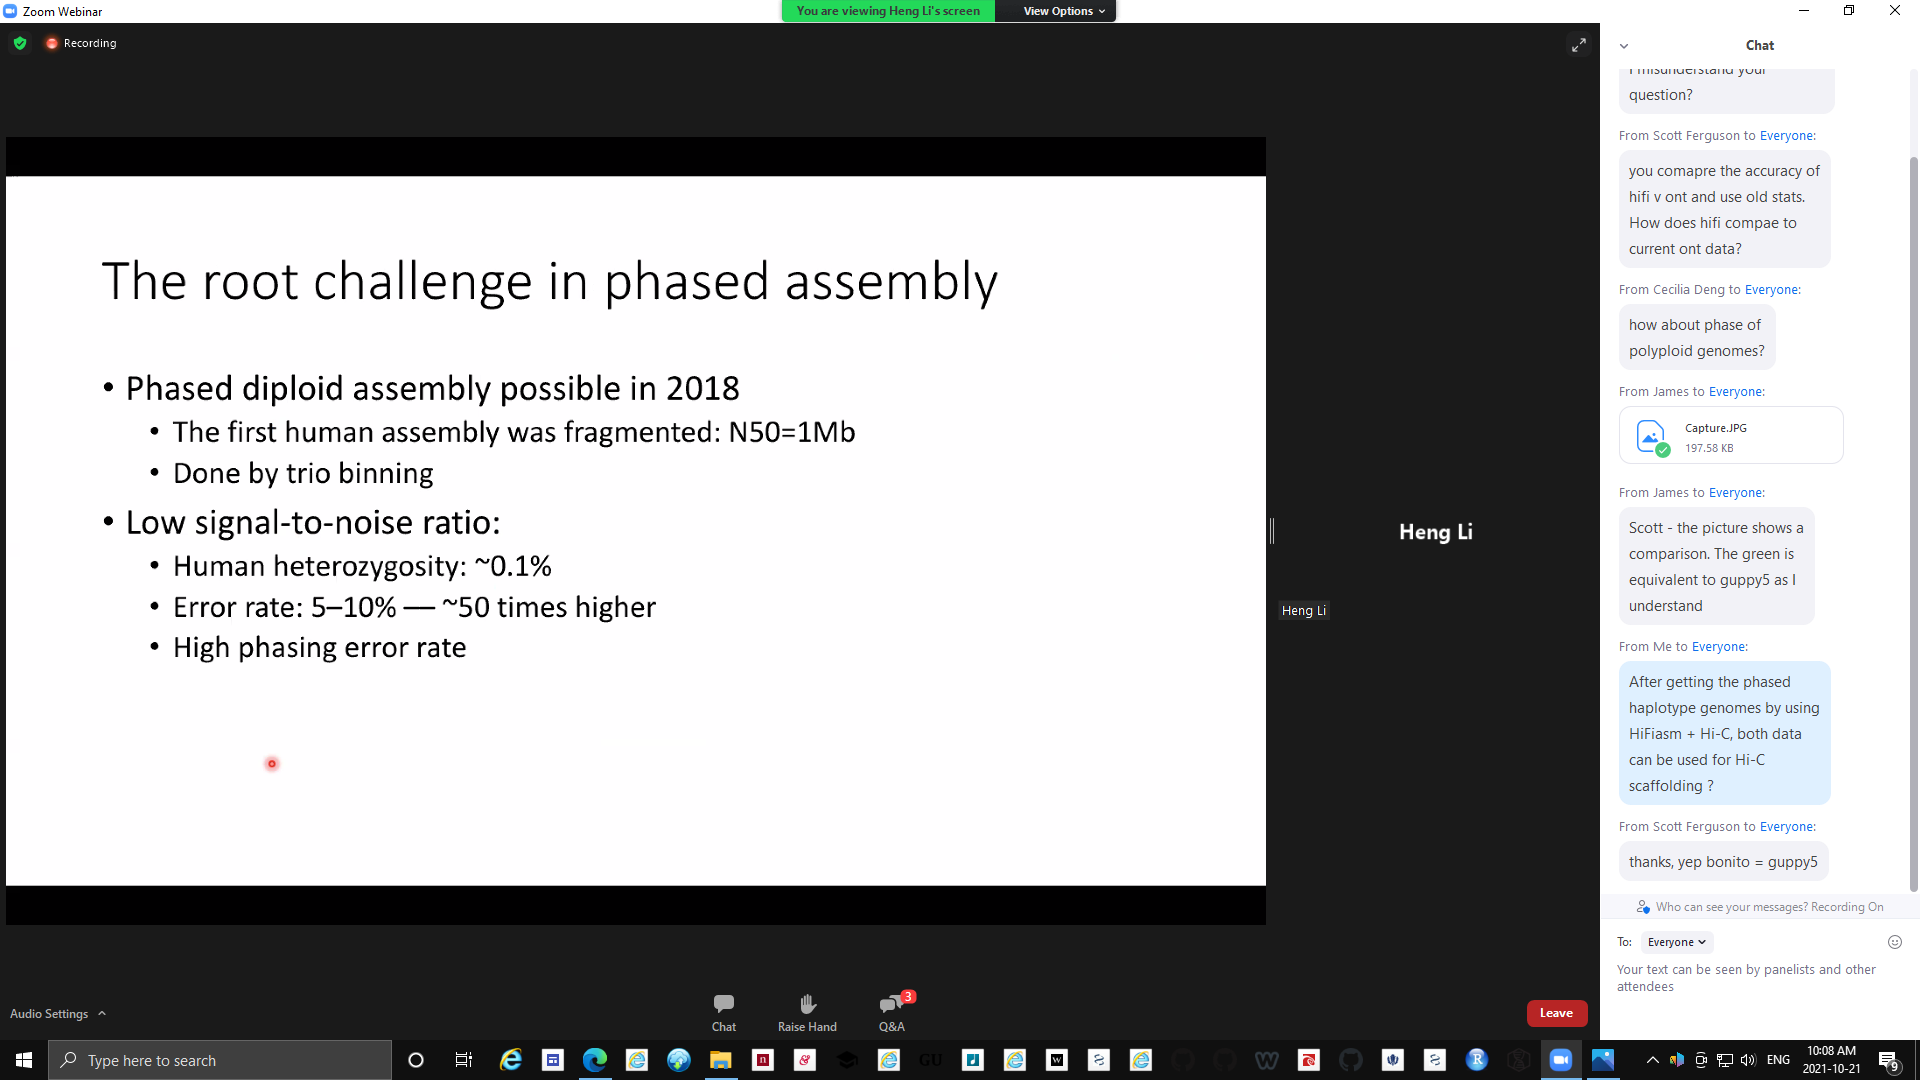 Zoom Webinar
You are viewing Heng Li's screen
View Options
Recording
The root challenge in phased assembly
• Phased diploid assembly possible in 2018
• The first human assembly was fragmented: N50=1Mb
• Done by trio binning
• Low signal-to-noise ratio:
• Human heterozygosity: ~0.1%
• Error rate: 5–10% — ~50 times higher
• High phasing error rate
Heng Li
Heng Li
Chat
I misunderstand your
question?
From Scott Ferguson to Everyone:
you comapre the accuracy of
hifi v ont and use old stats.
How does hifi compae to
current ont data?
From Cecilia Deng to Everyone:
how about phase of
polyploid genomes?
From James to Everyone:
Capture.JPG
197.58 KB
From James to Everyone:
Scott - the picture shows a
comparison. The green is
equivalent to guppy5 as I
understand
From Me to Everyone:
After getting the phased
haplotype genomes by using
HiFiasm + Hi-C, both data
can be used for Hi-C
scaffolding ?
From Scott Ferguson to Everyone:
thanks, yep bonito = guppy5
Who can see your messages? Recording On
To: Everyone
Your text can be seen by panelists and other
attendees
Audio Settings
Chat
Raise Hand
3
Q&A
Leave
Type here to search
GU
ENG
10:08 AM
2021-10-21
9